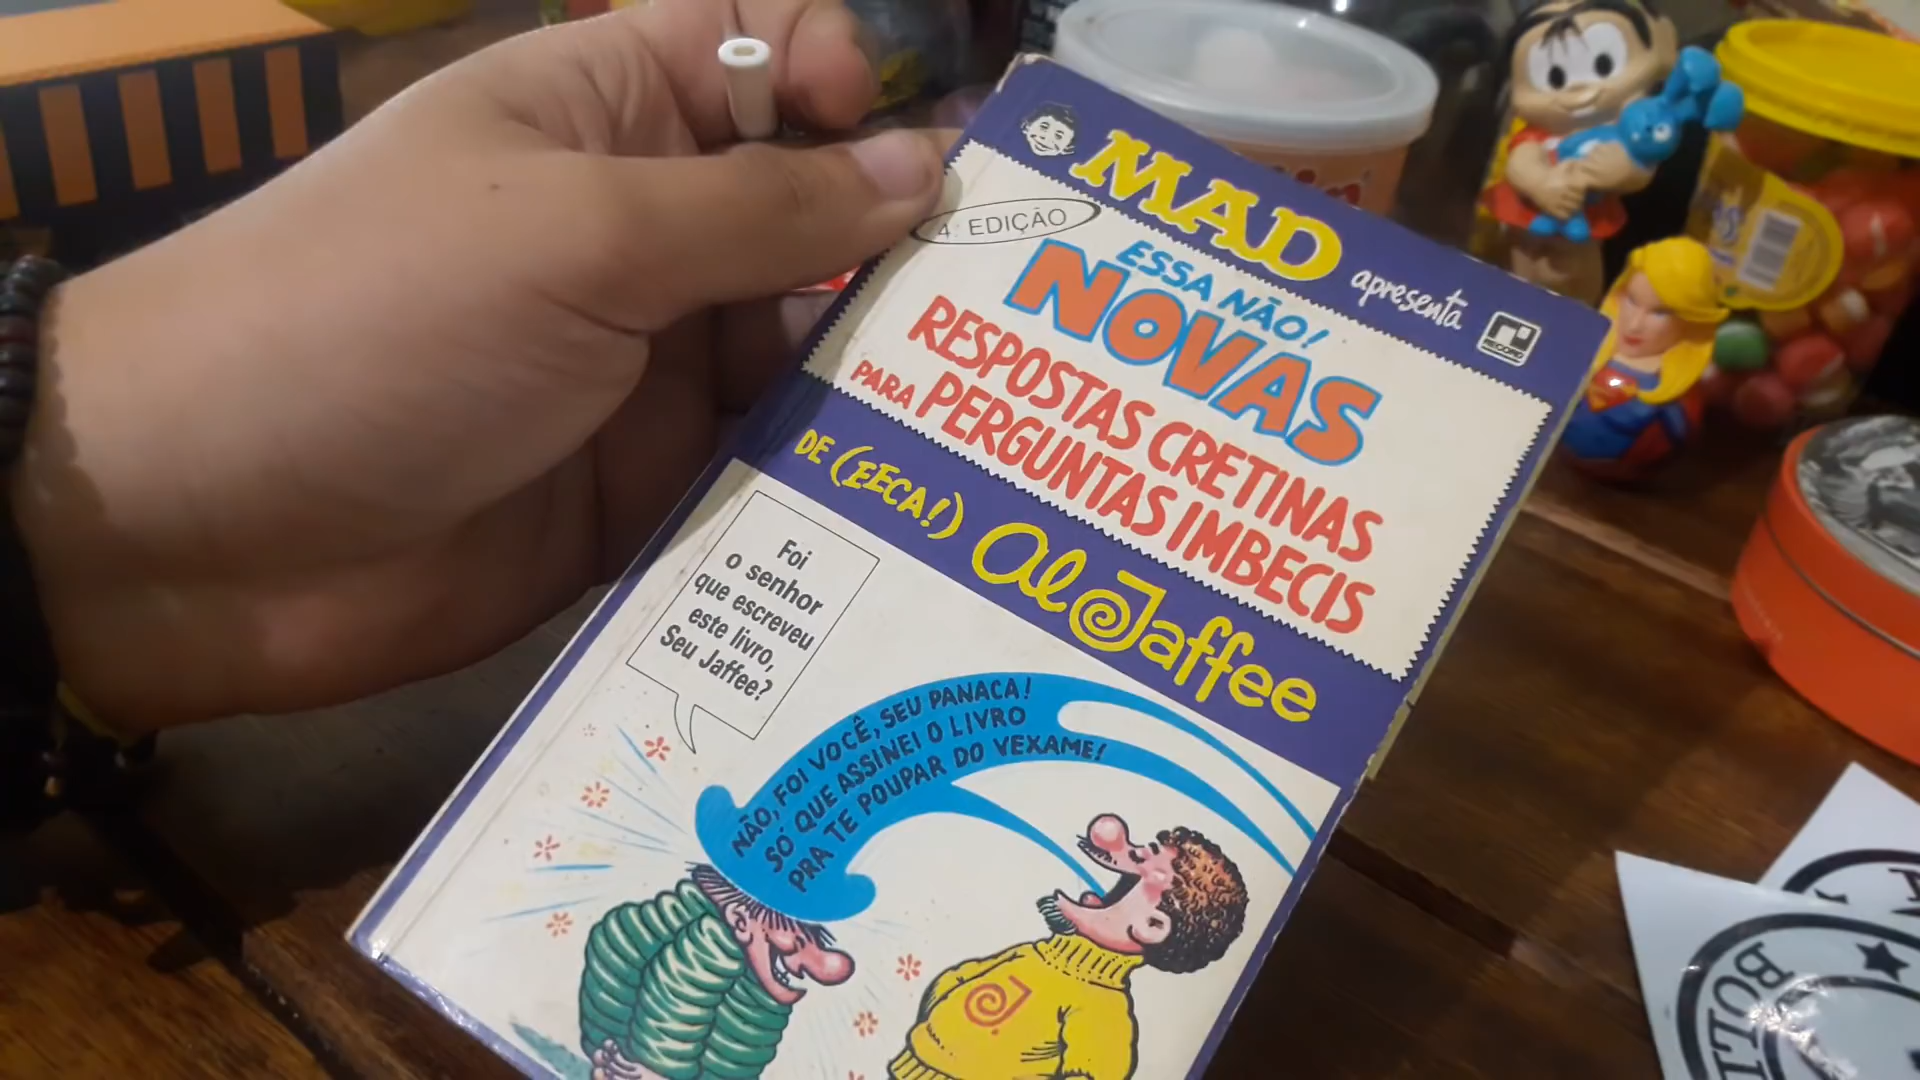 MAD apresenta
RECORD
4ª EDIÇÃO
ESSA NÃO!
NOVAS
RESPOSTAS CRETINAS
PARA PERGUNTAS IMBECIS
DE (EECA!) Al Jaffee
Foi
o senhor
que escreveu
este livro,
Seu Jaffee?
NÃO, FOI VOCÊ, SEU PANACA!
SÓ QUE ASSINEI O LIVRO
PRA TE POUPAR DO VEXAME!